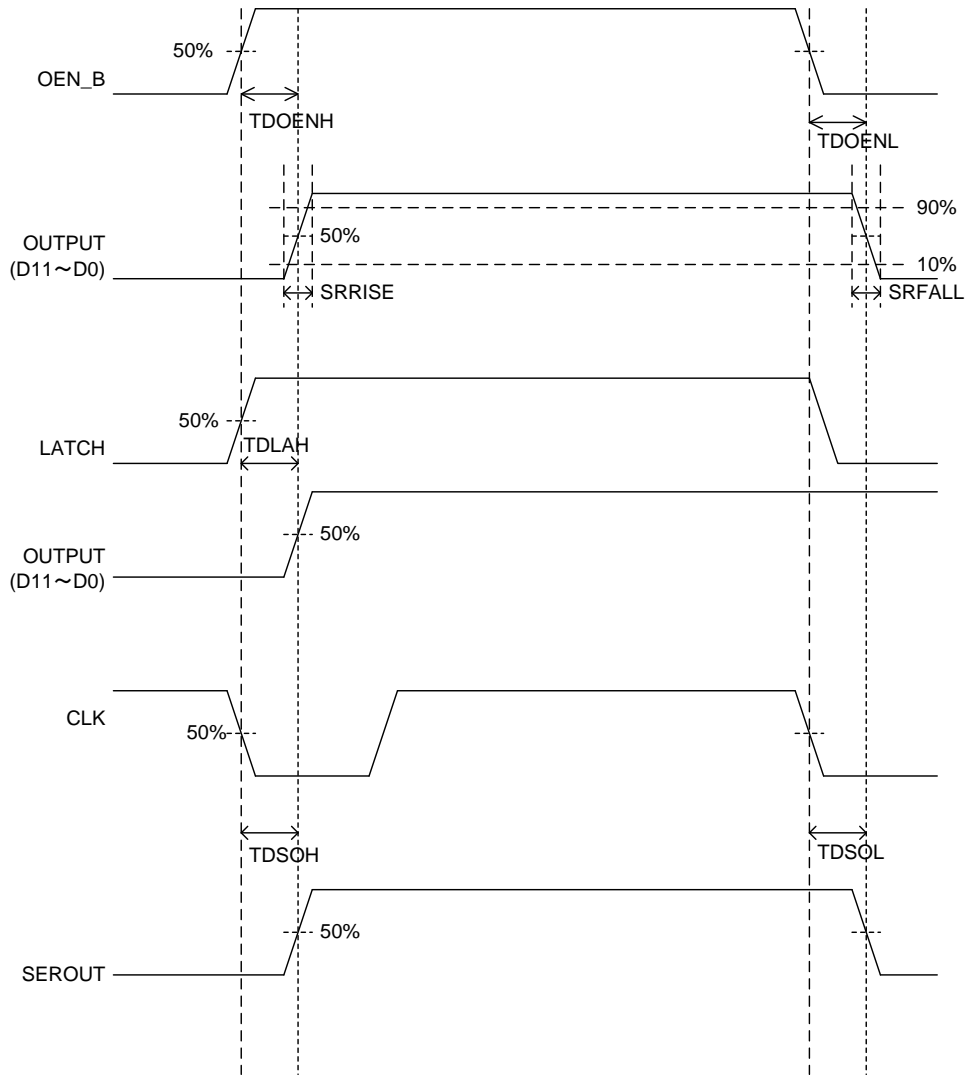 50%
OEN_B
TDOENH
TDOENL
90%
OUTPUT
(D11～D0)
50%
10%
SRRISE
SRFALL
50%
LATCH
TDLAH
50%
OUTPUT
(D11～D0)
CLK
50%
TDSOH
TDSOL
50%
SEROUT